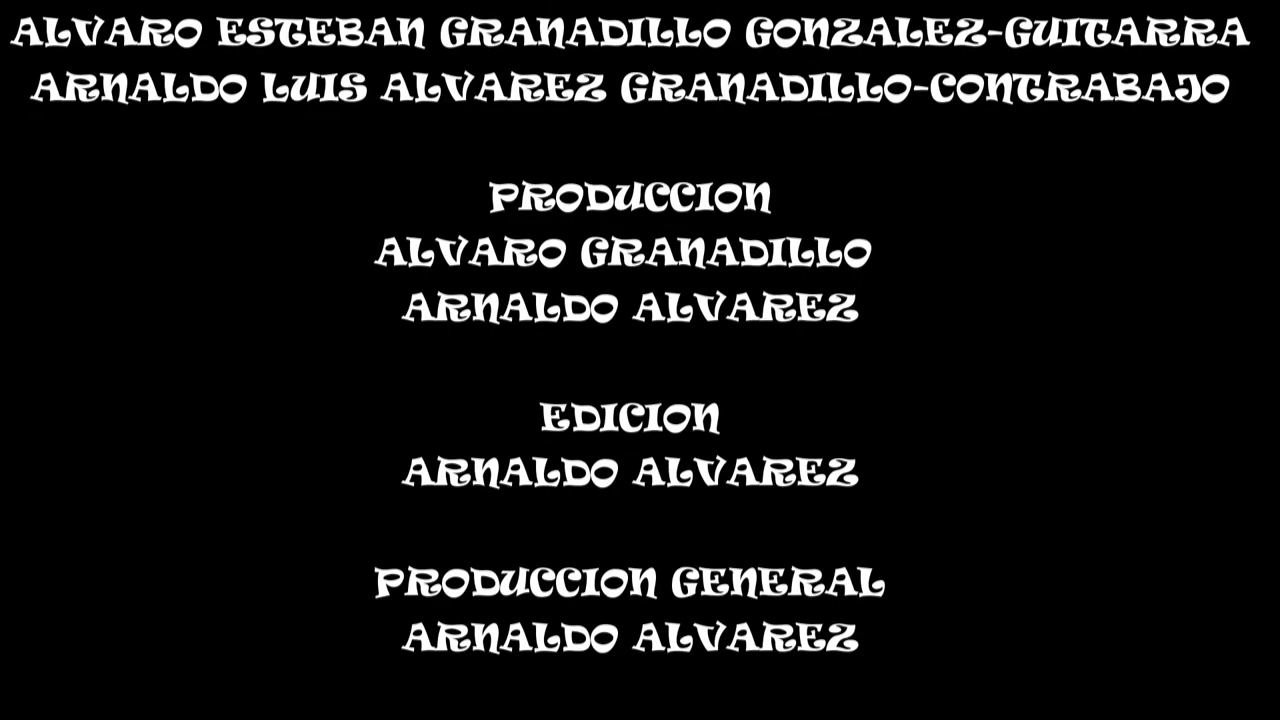 ALVARO ESTEBAN GRANADILLO GONZALEZ-GUITARRA
ARNALDO LUIS ALVAREZ GRANADILLO-CONTRABAJO
PRODUCCION
ALVARO GRANADILLO
ARNALDO ALVAREZ
EDICION
ARNALDO ALVAREZ
PRODUCCION GENERAL
ARNALDO ALVAREZ